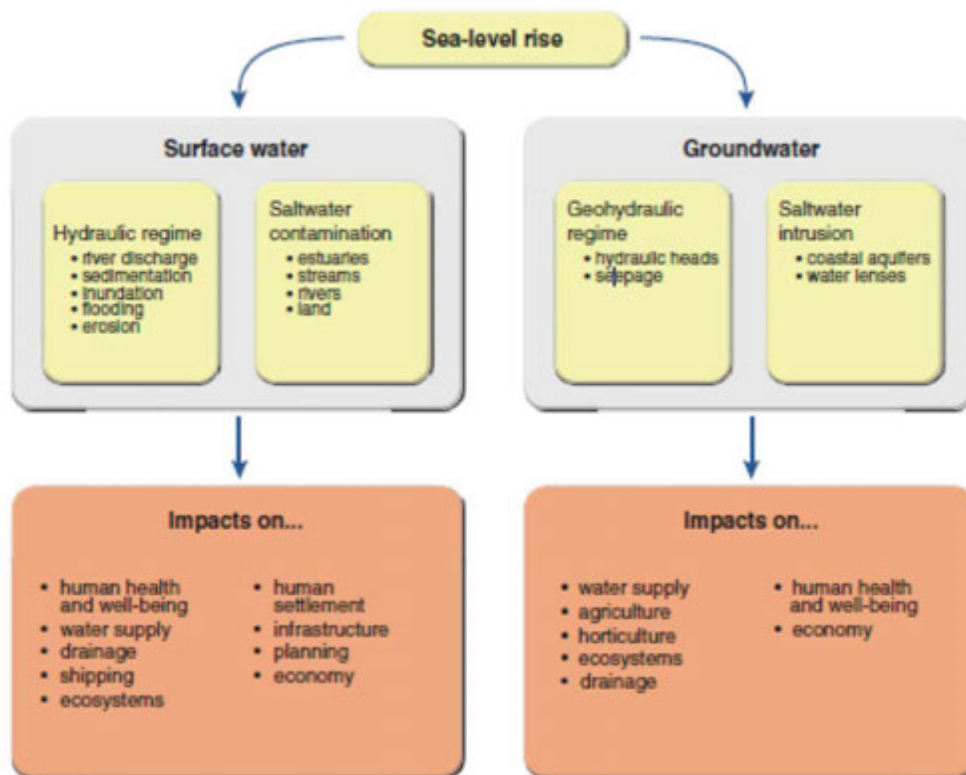 Sea-level rise
Surface water
Hydraulic regime
• river discharge
• sedimentation
• inundation
• flooding
• erosion
Saltwater
contamination
• estuaries
• streams
• rivers
• land
Groundwater
Geohydraulic
regime
• hydraulic heads
• seepage
Saltwater
intrusion
• coastal aquifers
• water lenses
Impacts on...
• human health
and well-being
• water supply
• drainage
• shipping
• ecosystems
• human
settlement
• infrastructure
• planning
• economy
Impacts on...
• water supply
• agriculture
• horticulture
• ecosystems
• drainage
• human health
and well-being
• economy